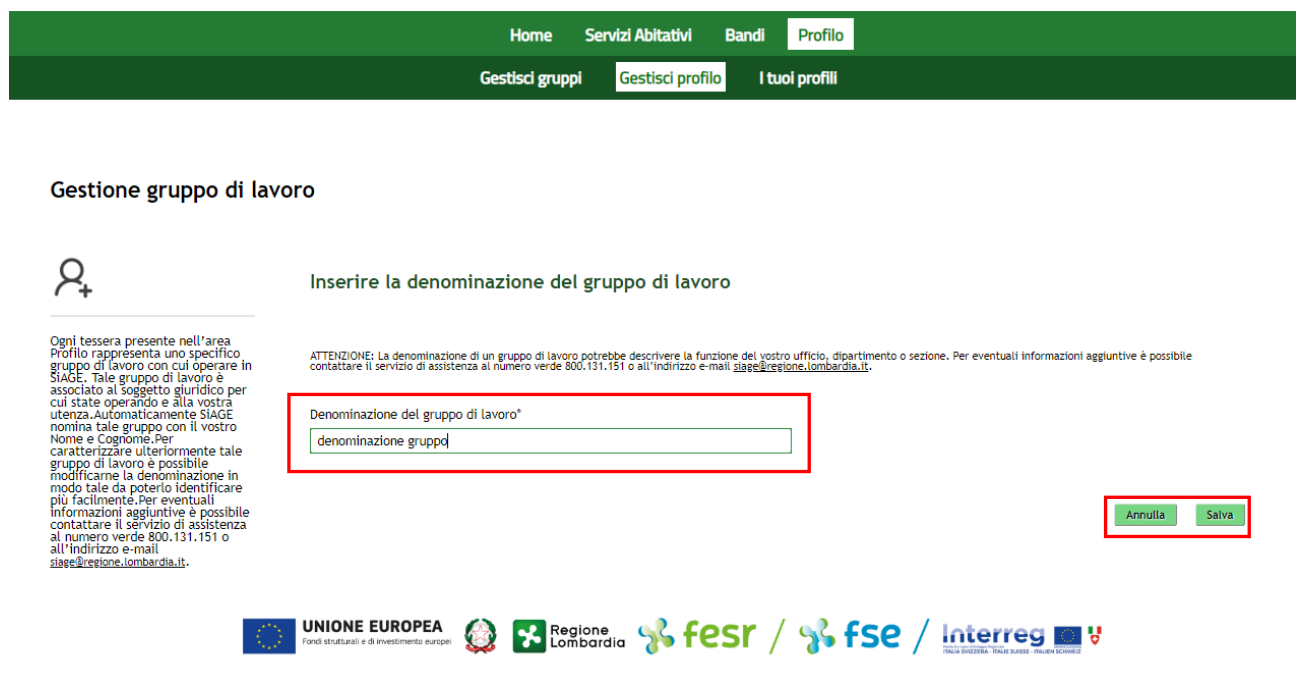 Home Servizi Abitativi Bandi Profilo
Gestisci gruppi Gestisci profilo I tuoi profili
Gestione gruppo di lavoro
Ogni tessera presente nell'area
Profilo rappresenta uno specifico
gruppo di lavoro con cui operare in
SiAGE. Tale gruppo di lavoro è
associato al soggetto giuridico per
cui state operando e alla vostra
utenza.Automaticamente SiAGE
nomina tale gruppo con il vostro
Nome e Cognome.Per
caratterizzare ulteriormente tale
gruppo di lavoro è possibile
modificarne la denominazione in
modo tale da poterlo identificare
più facilmente.Per eventuali
informazioni aggiuntive è possibile
contattare il servizio di assistenza
al numero verde 800.131.151 o
all'indirizzo e-mail
siage@regione.lombardia.it.
Inserire la denominazione del gruppo di lavoro
ATTENZIONE: La denominazione di un gruppo di lavoro potrebbe descrivere la funzione del vostro ufficio, dipartimento o sezione. Per eventuali informazioni aggiuntive è possibile
contattare il servizio di assistenza al numero verde 800.131.151 o all'indirizzo e-mail siage@regione.lombardia.it.
Denominazione del gruppo di lavoro*
denominazione gruppo
Annulla Salva
UNIONE EUROPEA
Fondi strutturali e di investimento europei
Regione
Lombardia
fesr / fse / Interreg
ITALIA SVIZZERA - ITALIE SUISSE - ITALIEN SCHWEIZ